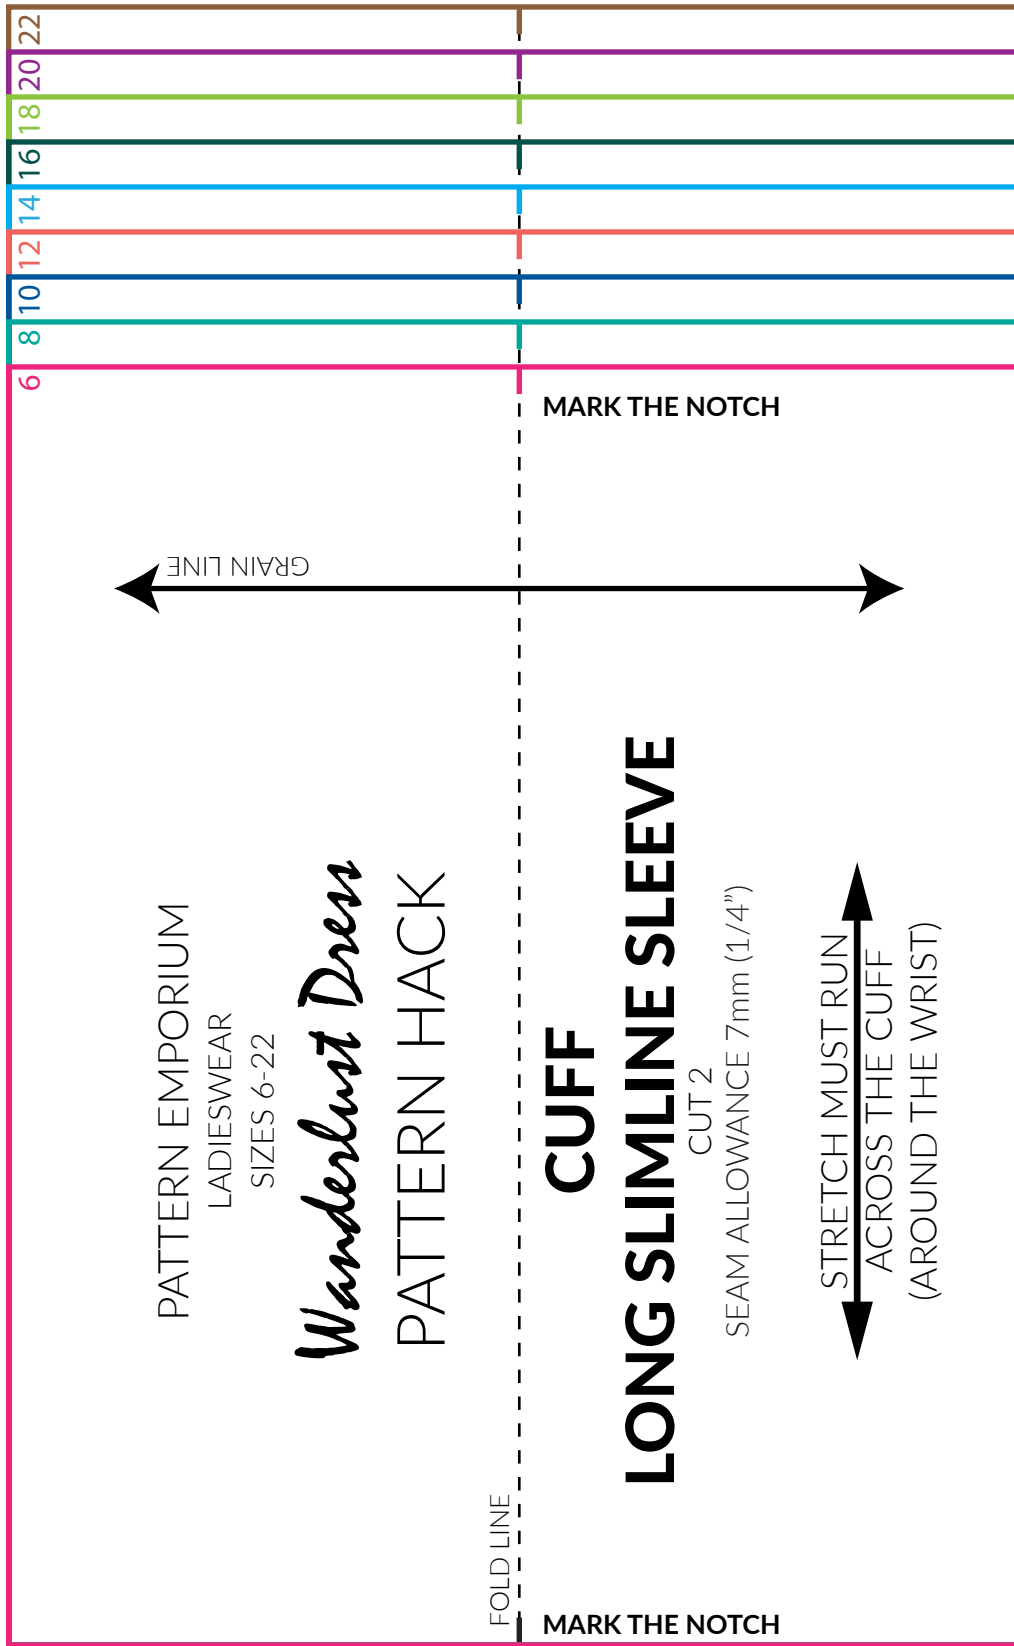 22
20
18
16
14
12
10
8
6
MARK THE NOTCH
GRAIN LINE
PATTERN EMPORIUM
LADIESWEAR
SIZES 6-22
Wanderlust Dress
PATTERN HACK
FOLD LINE
CUFF
LONG SLIMLINE SLEEVE
CUT 2
SEAM ALLOWANCE 7mm (1/4")
STRETCH MUST RUN
ACROSS THE CUFF
(AROUND THE WRIST)
MARK THE NOTCH